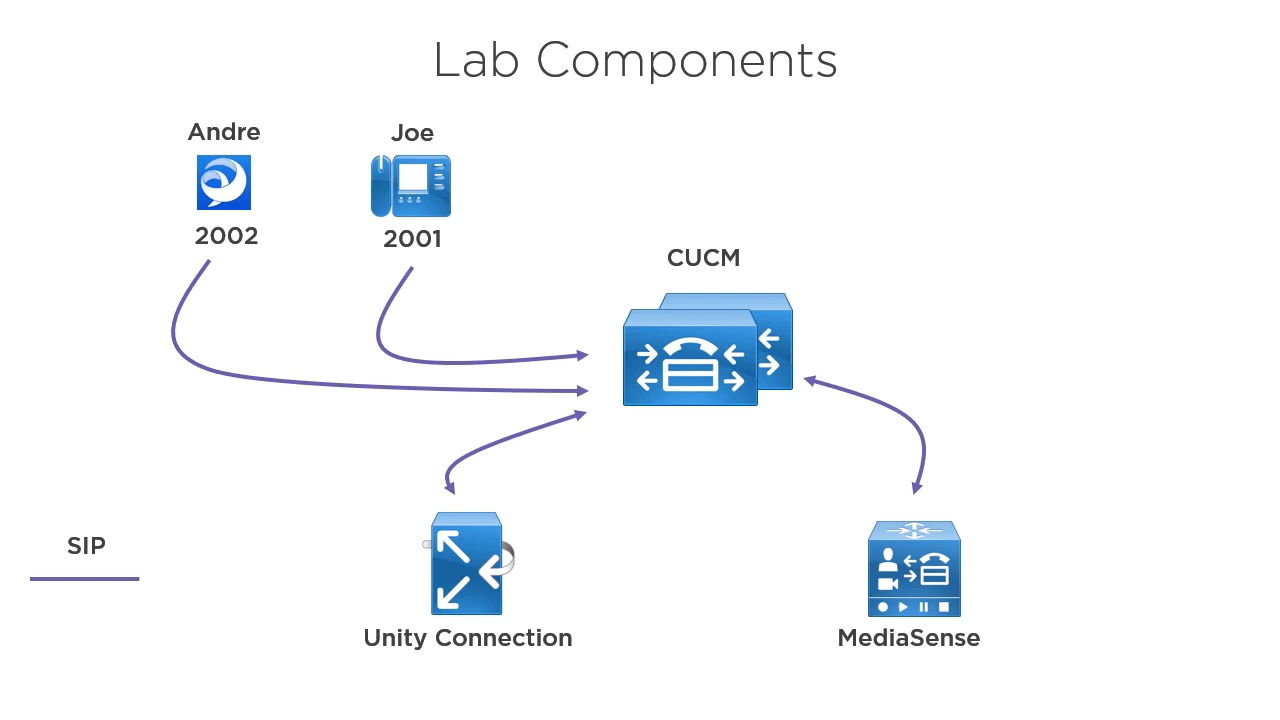 Lab Components
Andre
Joe
2002
2001
CUCM
SIP
Unity Connection
MediaSense